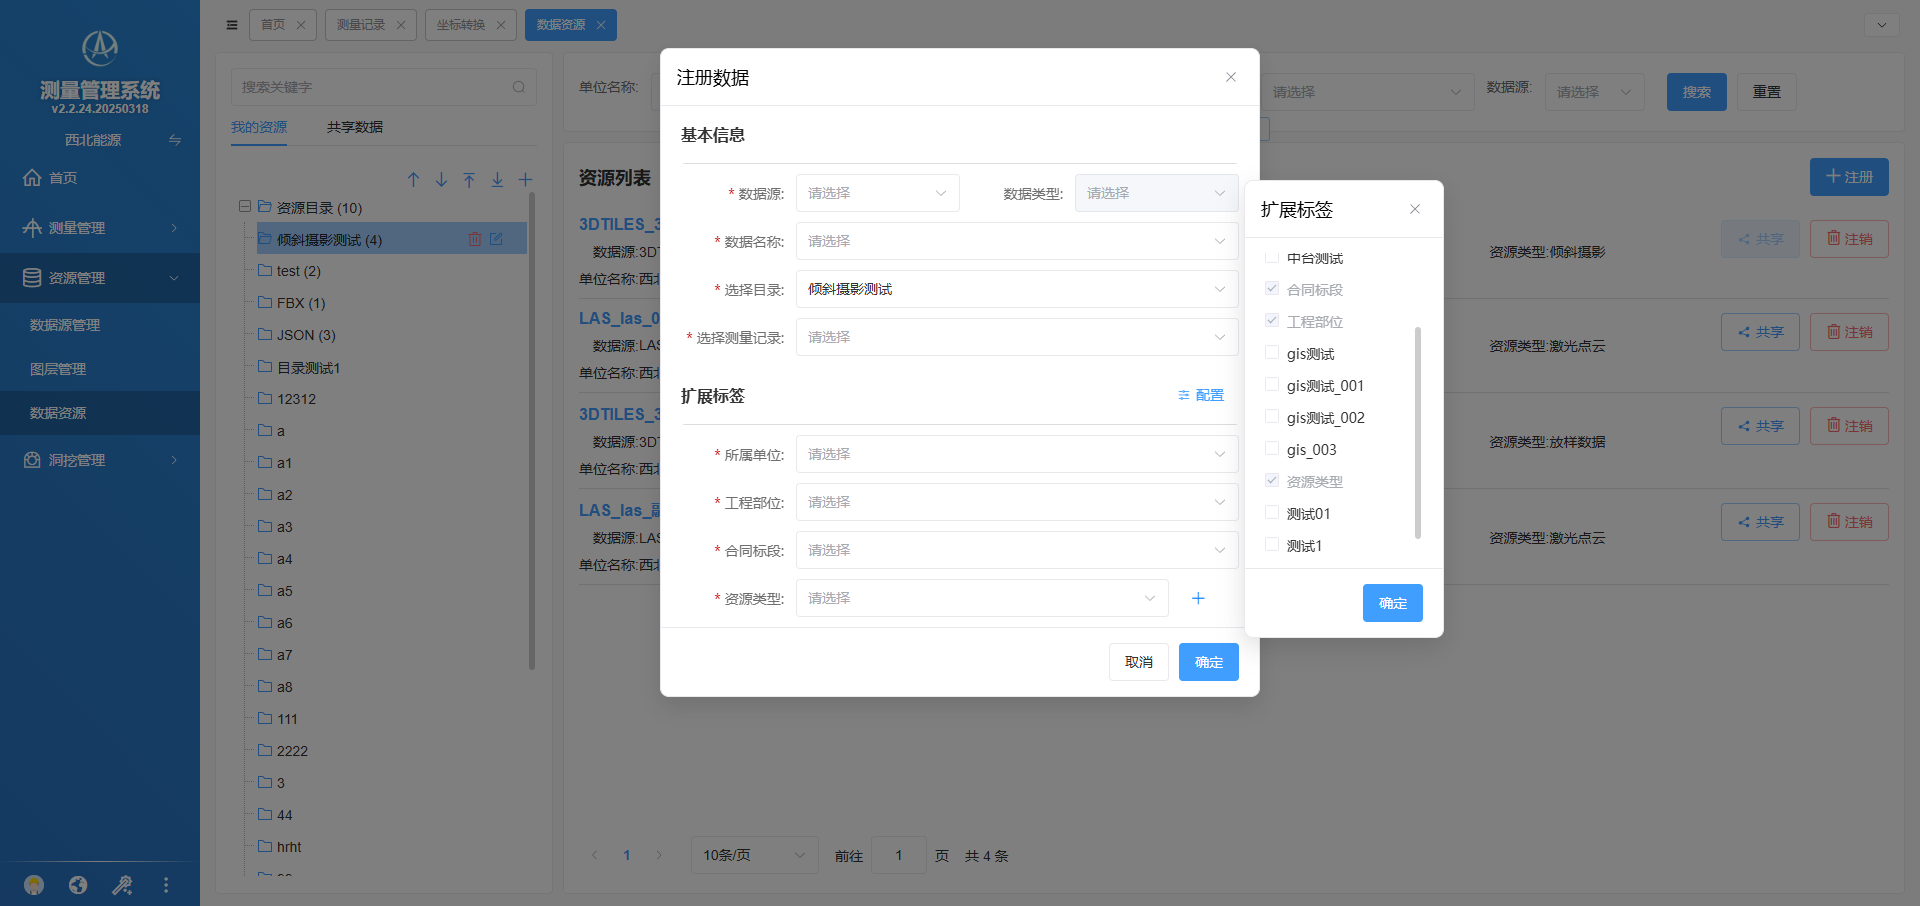 测量管理系统
v2.2.24.20250318
西北能源
首页
测量管理
资源管理
数据源管理
图层管理
数据资源
洞挖管理
首页
测量记录
坐标转换
数据资源
搜索关键字
我的资源
共享数据
资源目录 (10)
倾斜摄影测试 (4)
test (2)
FBX (1)
JSON (3)
目录测试1
12312
a
a1
a2
a3
a4
a5
a6
a7
a8
111
2222
3
44
hrht
单位名称:
请选择
数据源:
请选择
搜索
重置
资源列表
注册
3DTILES_3
数据源:3DT
单位名称:西北
资源类型:倾斜摄影
共享
注销
LAS_las_0
数据源:LAS
单位名称:西北
资源类型:激光点云
共享
注销
3DTILES_3
数据源:3DT
单位名称:西北
资源类型:放样数据
共享
注销
LAS_las_
数据源:LAS
单位名称:西北
资源类型:激光点云
共享
注销
1
10条/页
前往
1
页
共 4 条
注册数据
基本信息
* 数据源:
请选择
数据类型:
请选择
* 数据名称:
请选择
* 选择目录:
倾斜摄影测试
* 选择测量记录:
请选择
扩展标签
配置
* 所属单位:
请选择
* 工程部位:
请选择
* 合同标段:
请选择
* 资源类型:
请选择
取消
确定
扩展标签
中台测试
合同标段
工程部位
gis测试
gis测试_001
gis测试_002
gis_003
资源类型
测试01
测试1
确定